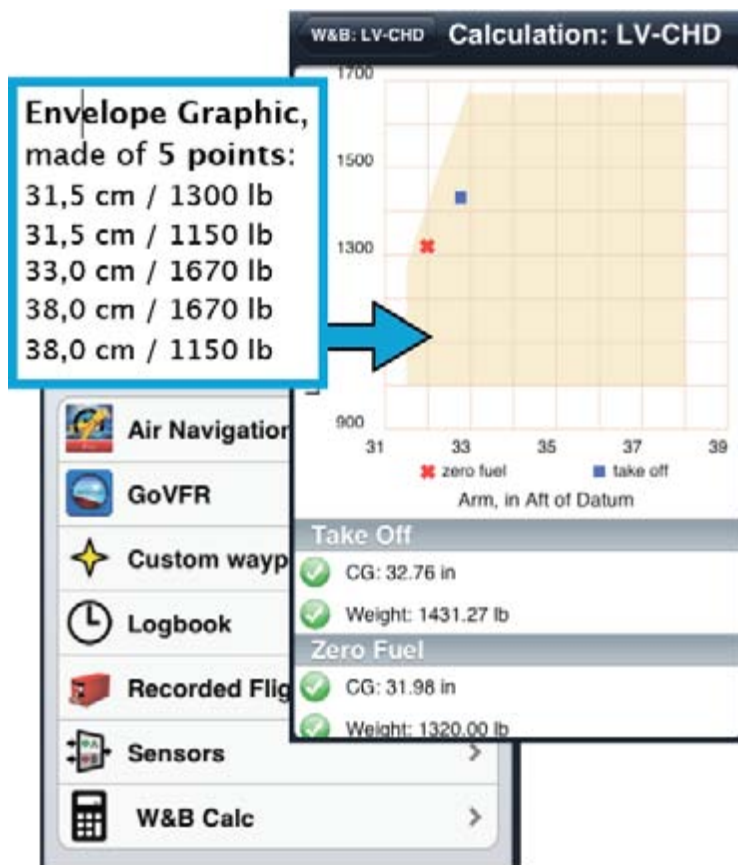 W&B: LV-CHD Calculation: LV-CHD
Envelope Graphic,
made of 5 points:
31,5 cm / 1300 lb
31,5 cm / 1150 lb
33,0 cm / 1670 lb
38,0 cm / 1670 lb
38,0 cm / 1150 lb
1700
1500
1300
900
31 33 35 37 39
zero fuel take off
Arm, in Aft of Datum
Take Off
CG: 32.76 in
Weight: 1431.27 lb
Zero Fuel
CG: 31.98 in
Weight: 1320.00 lb
Air Navigation
GoVFR
Custom wayp
Logbook
Recorded Flig
Sensors
W&B Calc